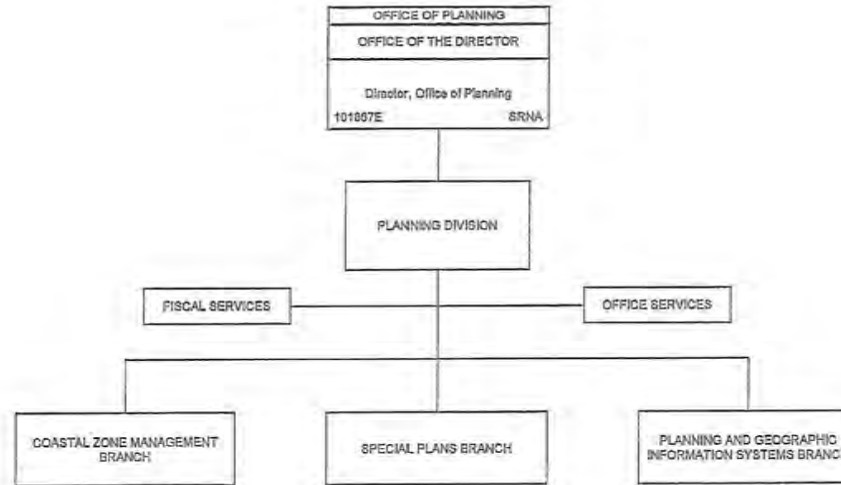 OFFICE OF PLANNING
OFFICE OF THE DIRECTOR
Director, Office of Planning
101867E SRNA
PLANNING DIVISION
FISCAL SERVICES
OFFICE SERVICES
COASTAL ZONE MANAGEMENT
BRANCH
SPECIAL PLANS BRANCH
PLANNING AND GEOGRAPHIC
INFORMATION SYSTEMS BRANCH